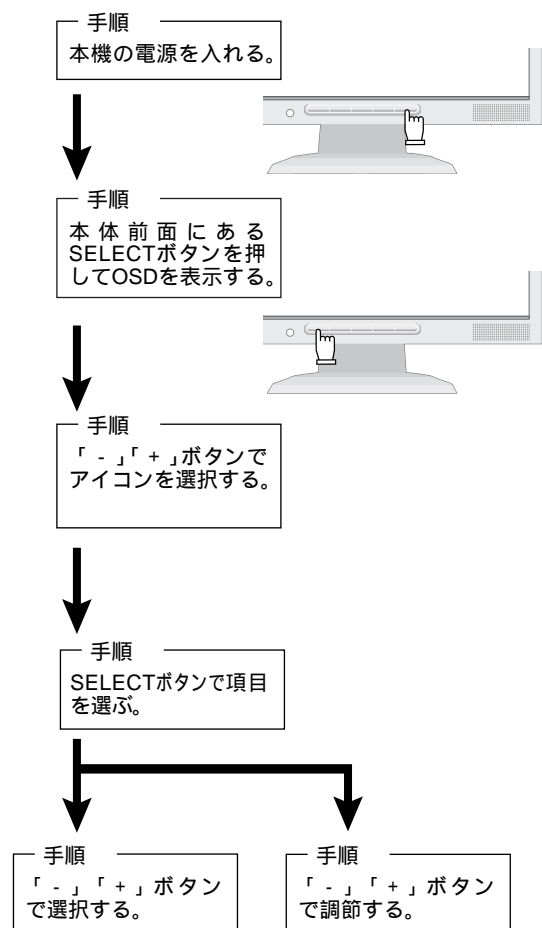 手順
本機の電源を入れる。
手順
本体前面にある
SELECTボタンを押
してOSDを表示する。
手順
「 - 」「 + 」ボタンで
アイコンを選択する。
手順
SELECTボタンで項目
を選ぶ。
手順
「 - 」「 + 」ボタン
で選択する。
手順
「 - 」「 + 」ボタン
で調節する。